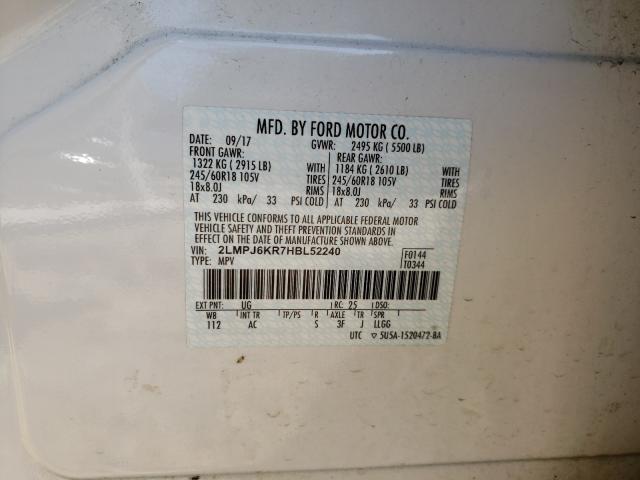 MFD. BY FORD MOTOR CO.
DATE: 09/17 GVWR: 2495 KG ( 5500 LB)
FRONT GAWR: REAR GAWR:
1322 KG ( 2915 LB) WITH 1184 KG ( 2610 LB) WITH
245/60R18 105V TIRES 245/60R18 105V TIRES
18x8.0J RIMS 18x8.0J RIMS
AT 230 kPa/ 33 PSI COLD AT 230 kPa/ 33 PSI COLD
THIS VEHICLE CONFORMS TO ALL APPLICABLE FEDERAL MOTOR
VEHICLE SAFETY AND THEFT PREVENTION STANDARDS
IN EFFECT ON THE DATE OF MANUFACTURE SHOWN ABOVE.
VIN: 2LMPJ6KR7HBL52240 F0144
TYPE: MPV T0344
EXT PNT: UG RC: 25 DSO:
WB INT TR TP/PS R AXLE TR SPR
112 AC S 3F J LLGG
UTC ▽ 5U5A-1520472-BA